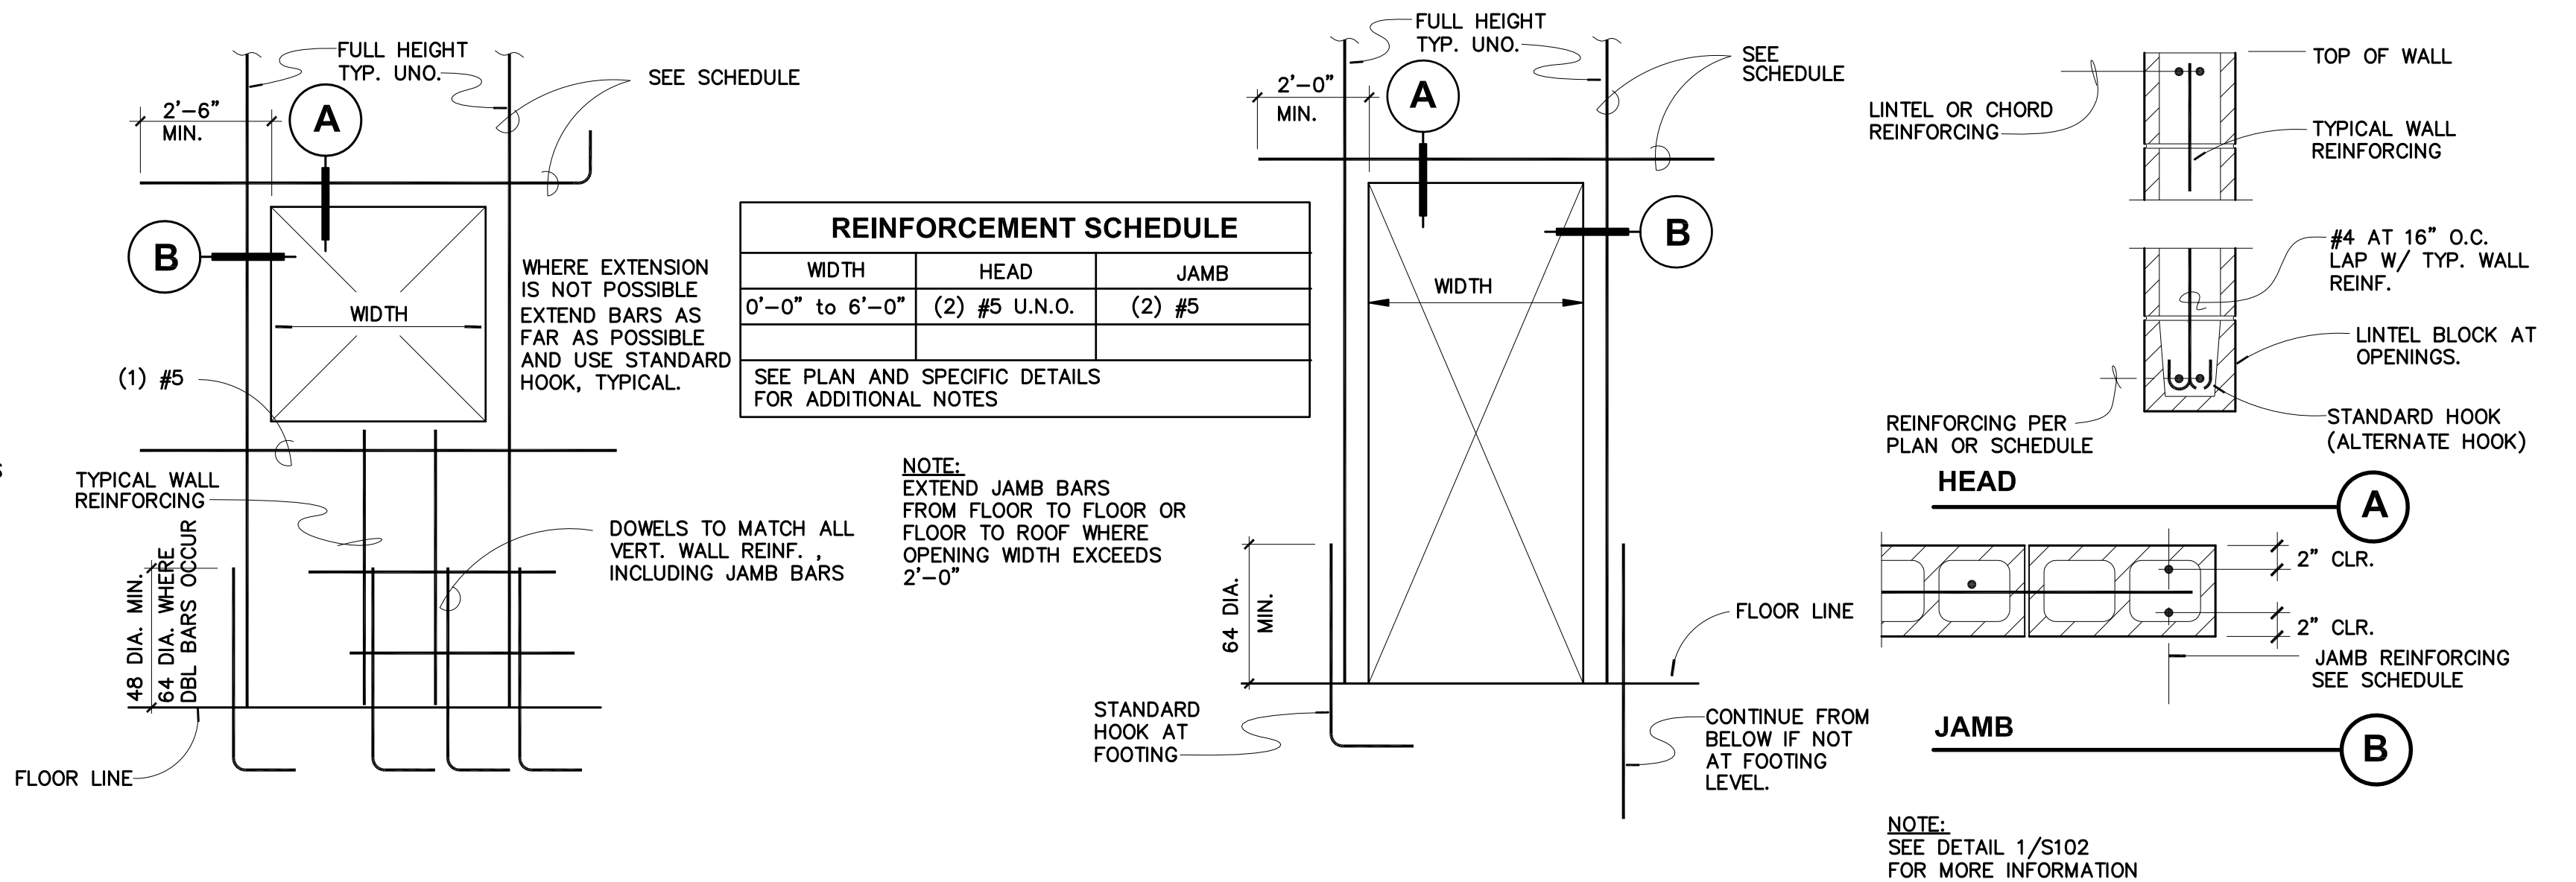 FULL HEIGHT
TYP. UNO.
SEE SCHEDULE
2'-6"
MIN.
A
B
WIDTH
(1) #5
WHERE EXTENSION
IS NOT POSSIBLE
EXTEND BARS AS
FAR AS POSSIBLE
AND USE STANDARD
HOOK, TYPICAL.
TYPICAL WALL
REINFORCING
48 DIA. MIN.
64 DIA. WHERE
DBL BARS OCCUR
DOWELS TO MATCH ALL
VERT. WALL REINF. ,
INCLUDING JAMB BARS
FLOOR LINE
REINFORCEMENT SCHEDULE
WIDTH HEAD JAMB
0'-0" to 6'-0" (2) #5 U.N.O. (2) #5
SEE PLAN AND SPECIFIC DETAILS
FOR ADDITIONAL NOTES
NOTE:
EXTEND JAMB BARS
FROM FLOOR TO FLOOR OR
FLOOR TO ROOF WHERE
OPENING WIDTH EXCEEDS
2'-0"
FULL HEIGHT
TYP. UNO.
SEE
SCHEDULE
2'-0"
MIN.
A
B
WIDTH
64 DIA.
MIN.
FLOOR LINE
STANDARD
HOOK AT
FOOTING
CONTINUE FROM
BELOW IF NOT
AT FOOTING
LEVEL.
TOP OF WALL
LINTEL OR CHORD
REINFORCING
TYPICAL WALL
REINFORCING
#4 AT 16" O.C.
LAP W/ TYP. WALL
REINF.
LINTEL BLOCK AT
OPENINGS.
REINFORCING PER
PLAN OR SCHEDULE
STANDARD HOOK
(ALTERNATE HOOK)
HEAD
A
2" CLR.
2" CLR.
JAMB REINFORCING
SEE SCHEDULE
JAMB
B
NOTE:
SEE DETAIL 1/S102
FOR MORE INFORMATION